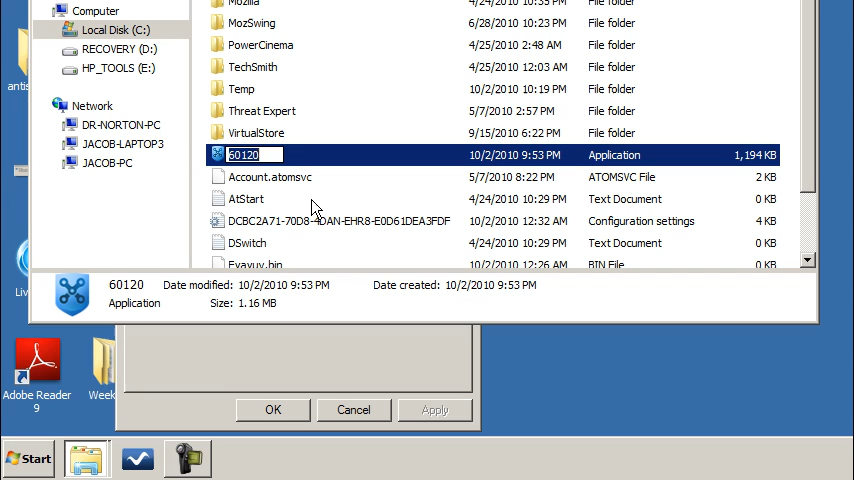 Mozilla 4/24/2010 10:35 PM File folder
Computer
MozSwing 6/28/2010 10:23 PM File folder
Local Disk (C:)
PowerCinema 4/25/2010 2:48 AM File folder
RECOVERY (D:)
TechSmith 4/25/2010 12:03 AM File folder
HP_TOOLS (E:)
Temp 10/2/2010 10:19 PM File folder
Network
Threat Expert 5/7/2010 2:57 PM File folder
DR-NORTON-PC
VirtualStore 9/15/2010 6:22 PM File folder
JACOB-LAPTOP3
60120 10/2/2010 9:53 PM Application 1,194 KB
JACOB-PC
Account.atomsvc 5/7/2010 8:22 PM ATOMSVC File 2 KB
AtStart 4/24/2010 10:29 PM Text Document 0 KB
DCBC2A71-70D8-4DAN-EHR8-E0D61DEA3FDF 10/2/2010 12:32 AM Configuration settings 4 KB
DSwitch 4/24/2010 10:29 PM Text Document 0 KB
10/2/2010 12:26 AM BIN File 0 KB
60120 Date modified: 10/2/2010 9:53 PM Date created: 10/2/2010 9:53 PM
Application Size: 1.16 MB
antis
Liv
Adobe Reader
9
Week
OK Cancel Apply
Start